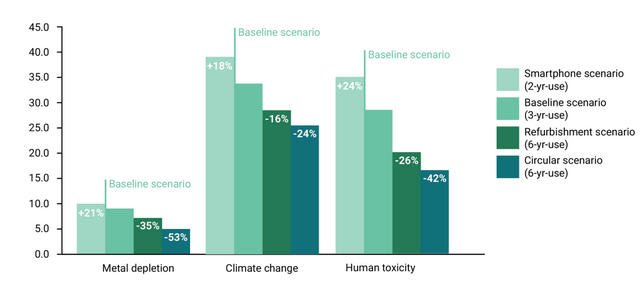 45.0
40.0
35.0
30.0
25.0
20.0
15.0
10.0
5.0
0.0
Baseline scenario
+21%
-35%
-53%
Metal depletion
Baseline scenario
+18%
-16%
-24%
Climate change
Baseline scenario
+24%
-26%
-42%
Human toxicity
Smartphone scenario
(2-yr-use)
Baseline scenario
(3-yr-use)
Refurbishment scenario
(6-yr-use)
Circular scenario
(6-yr-use)